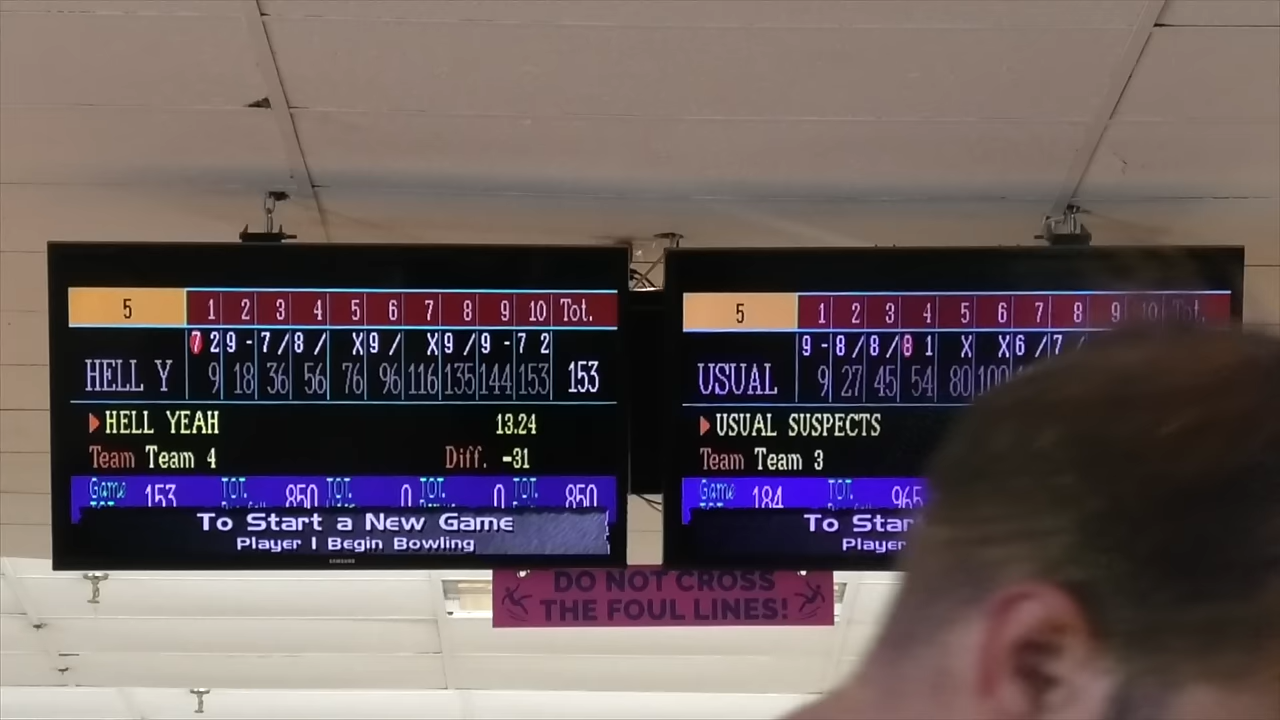 5 1 2 3 4 5 6 7 8 9 10 Tot.
7 2 9 - 7 / 8 / X 9 / X 9 / 9 - 7 2
HELL Y 9 18 36 56 76 96 116 135 144 153 153
HELL YEAH 13.24
Team Team 4 Diff. -31
Game 153 TOT. 850 TOT. 0 TOT. 0 TOT. 850
To Start a New Game
Player 1 Begin Bowling
SAMSUNG
5 1 2 3 4 5 6 7 8 9 10 Tot.
9 - 8 / 8 / 8 1 X X 6 / 7 /
USUAL 9 27 45 54 80 100
USUAL SUSPECTS
Team Team 3
Game 184 TOT. 965
To Star
Player
DO NOT CROSS
THE FOUL LINES!